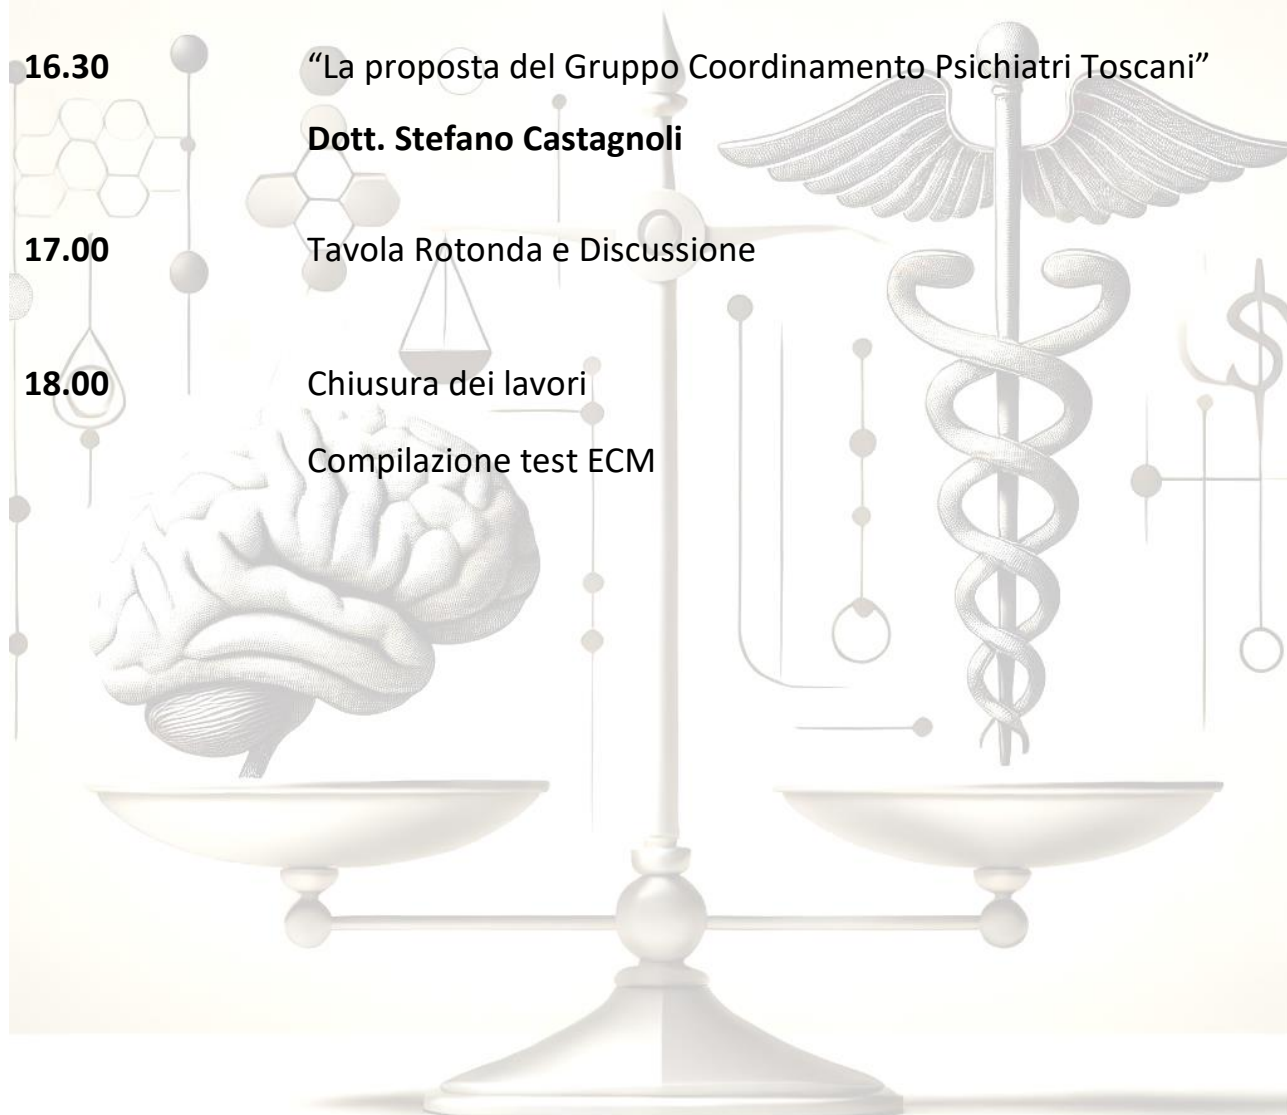 16.30 “La proposta del Gruppo Coordinamento Psichiatri Toscani”
Dott. Stefano Castagnoli
17.00 Tavola Rotonda e Discussione
18.00 Chiusura dei lavori
Compilazione test ECM